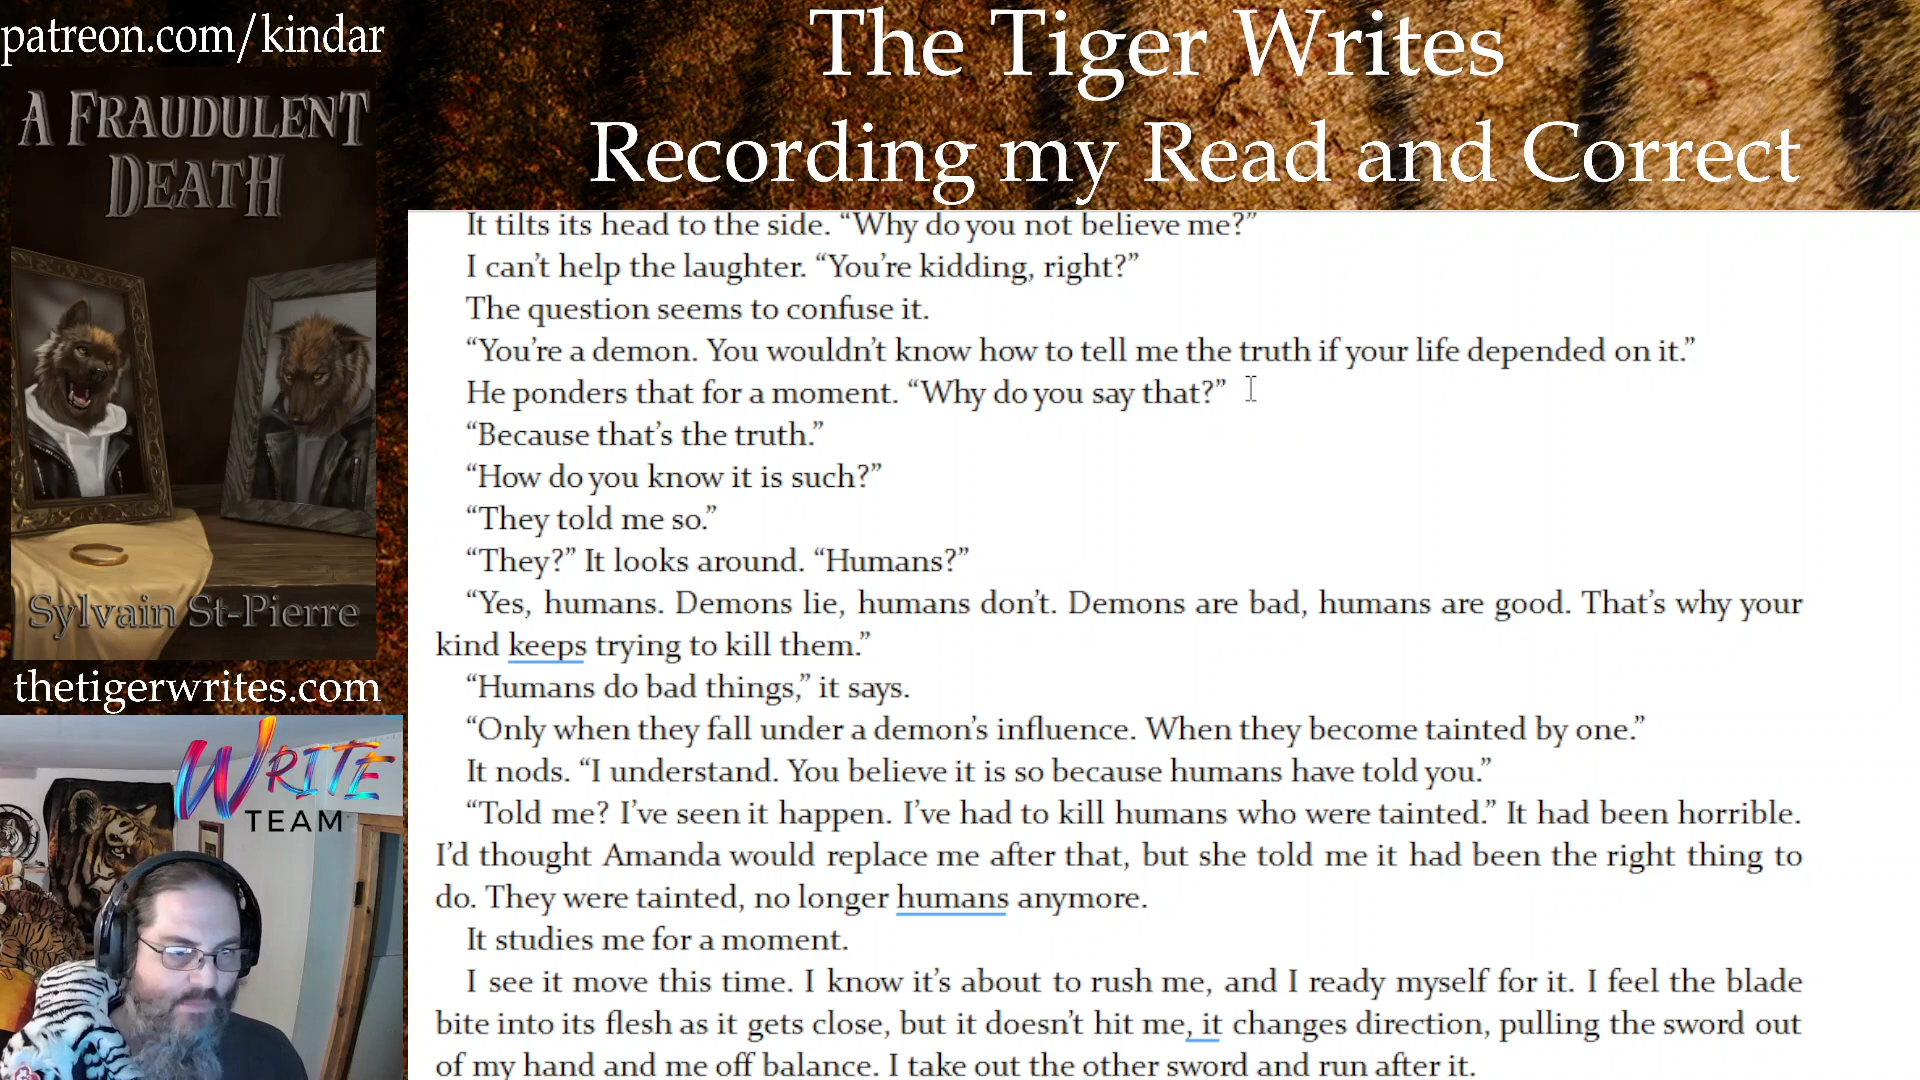 patreon.com/kindar
A FRAUDULENT
DEATH
Sylvain St-Pierre
thetigerwrites.com
WRITE
TEAM
The Tiger Writes
Recording my Read and Correct
It tilts its head to the side. “Why do you not believe me?”
I can’t help the laughter. “You’re kidding, right?”
The question seems to confuse it.
“You’re a demon. You wouldn’t know how to tell me the truth if your life depended on it.”
He ponders that for a moment. “Why do you say that?”
“Because that’s the truth.”
“How do you know it is such?”
“They told me so.”
“They?” It looks around. “Humans?”
“Yes, humans. Demons lie, humans don’t. Demons are bad, humans are good. That’s why your
kind keeps trying to kill them.”
“Humans do bad things,” it says.
“Only when they fall under a demon’s influence. When they become tainted by one.”
It nods. “I understand. You believe it is so because humans have told you.”
“Told me? I’ve seen it happen. I’ve had to kill humans who were tainted.” It had been horrible.
I’d thought Amanda would replace me after that, but she told me it had been the right thing to
do. They were tainted, no longer humans anymore.
It studies me for a moment.
I see it move this time. I know it’s about to rush me, and I ready myself for it. I feel the blade
bite into its flesh as it gets close, but it doesn’t hit me, it changes direction, pulling the sword out
of my hand and me off balance. I take out the other sword and run after it.